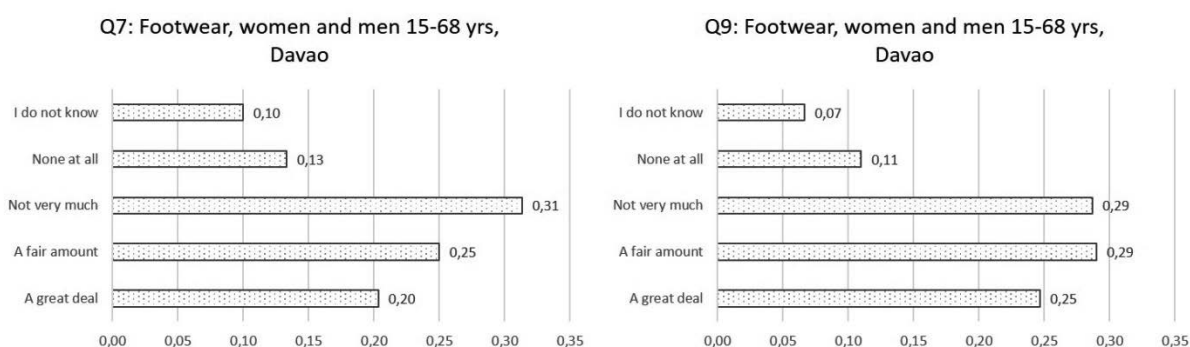 Q7: Footwear, women and men 15-68 yrs,
Davao
I do not know
0,10
None at all
0,13
Not very much
0,31
A fair amount
0,25
A great deal
0,20
0,00 0,05 0,10 0,15 0,20 0,25 0,30 0,35
Q9: Footwear, women and men 15-68 yrs,
Davao
I do not know
0,07
None at all
0,11
Not very much
0,29
A fair amount
0,29
A great deal
0,25
0,00 0,05 0,10 0,15 0,20 0,25 0,30 0,35